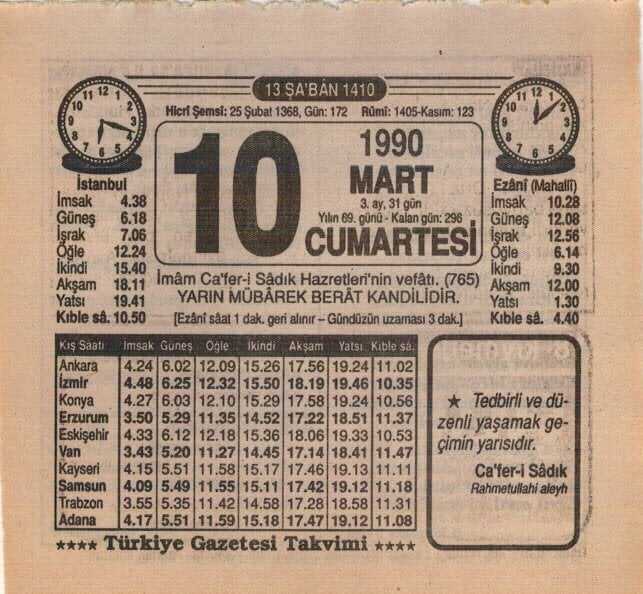 13 ŞA'BÂN 1410
Hicrî Şemsî: 25 Şubat 1368, Gün: 172 Rûmî: 1405-Kasım: 123
10
1990
MART
3. ay, 31 gün
Yılın 69. günü - Kalan gün: 296
CUMARTESİ
İstanbul
İmsak 4.38
Güneş 6.18
İşrak 7.06
Öğle 12.24
İkindi 15.40
Akşam 18.11
Yatsı 19.41
Kıble sâ. 10.50
Ezânî (Mahallî)
İmsak 10.28
Güneş 12.08
İşrak 12.56
Öğle 6.14
İkindi 9.30
Akşam 12.00
Yatsı 1.30
Kıble sâ. 4.40
İmâm Ca'fer-i Sâdık Hazretleri'nin vefâtı. (765)
YARIN MÜBÂREK BERÂT KANDİLİDİR.
[Ezânî sâat 1 dak. geri alınır – Gündüzün uzaması 3 dak.]
Kış Saati İmsak Güneş Öğle İkindi Akşam Yatsı Kıble sâ.
Ankara 4.24 6.02 12.09 15.26 17.56 19.24 11.02
İzmir 4.48 6.25 12.32 15.50 18.19 19.46 10.35
Konya 4.27 6.03 12.10 15.29 17.58 19.24 10.56
Erzurum 3.50 5.29 11.35 14.52 17.22 18.51 11.37
Eskişehir 4.33 6.12 12.18 15.36 18.06 19.33 10.53
Van 3.43 5.20 11.27 14.45 17.14 18.41 11.47
Kayseri 4.15 5.51 11.58 15.17 17.46 19.13 11.11
Samsun 4.09 5.49 11.55 15.11 17.42 19.12 11.18
Trabzon 3.55 5.35 11.42 14.58 17.28 18.58 11.31
Adana 4.17 5.51 11.59 15.18 17.47 19.12 11.08
★ Tedbirli ve dü-
zenli yaşamak ge-
çimin yarısıdır.
Ca'fer-i Sâdık
Rahmetullahi aleyh
★★★★ Türkiye Gazetesi Takvimi ★★★★